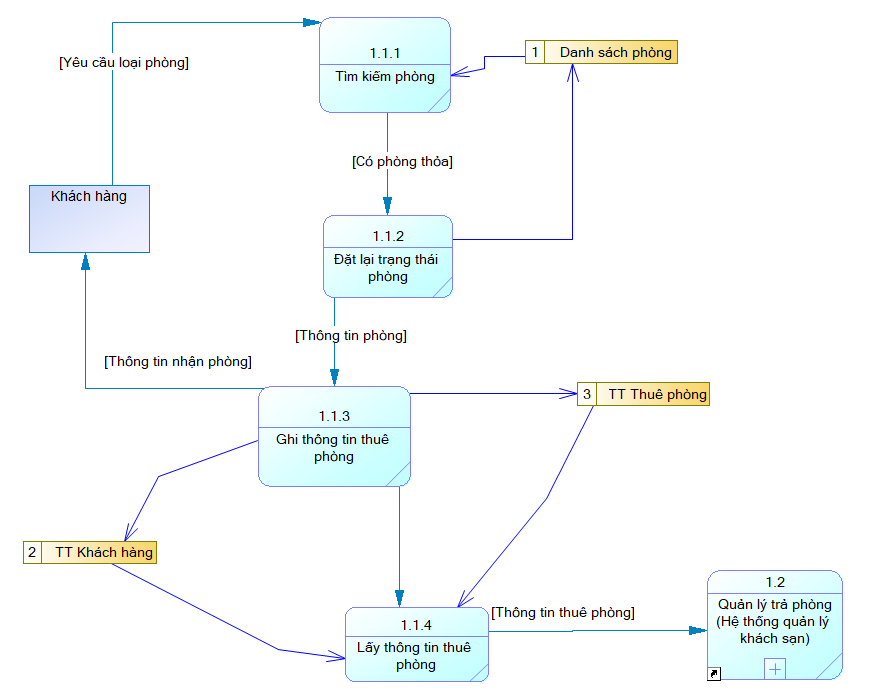 1.1.1
Tìm kiếm phòng
1
Danh sách phòng
[Yêu cầu loại phòng]
[Có phòng thỏa]
Khách hàng
1.1.2
Đặt lại trạng thái
phòng
[Thông tin phòng]
[Thông tin nhận phòng]
3
TT Thuê phòng
1.1.3
Ghi thông tin thuê
phòng
2
TT Khách hàng
1.1.4
Lấy thông tin thuê
phòng
[Thông tin thuê phòng]
1.2
Quản lý trả phòng
(Hệ thống quản lý
khách sạn)